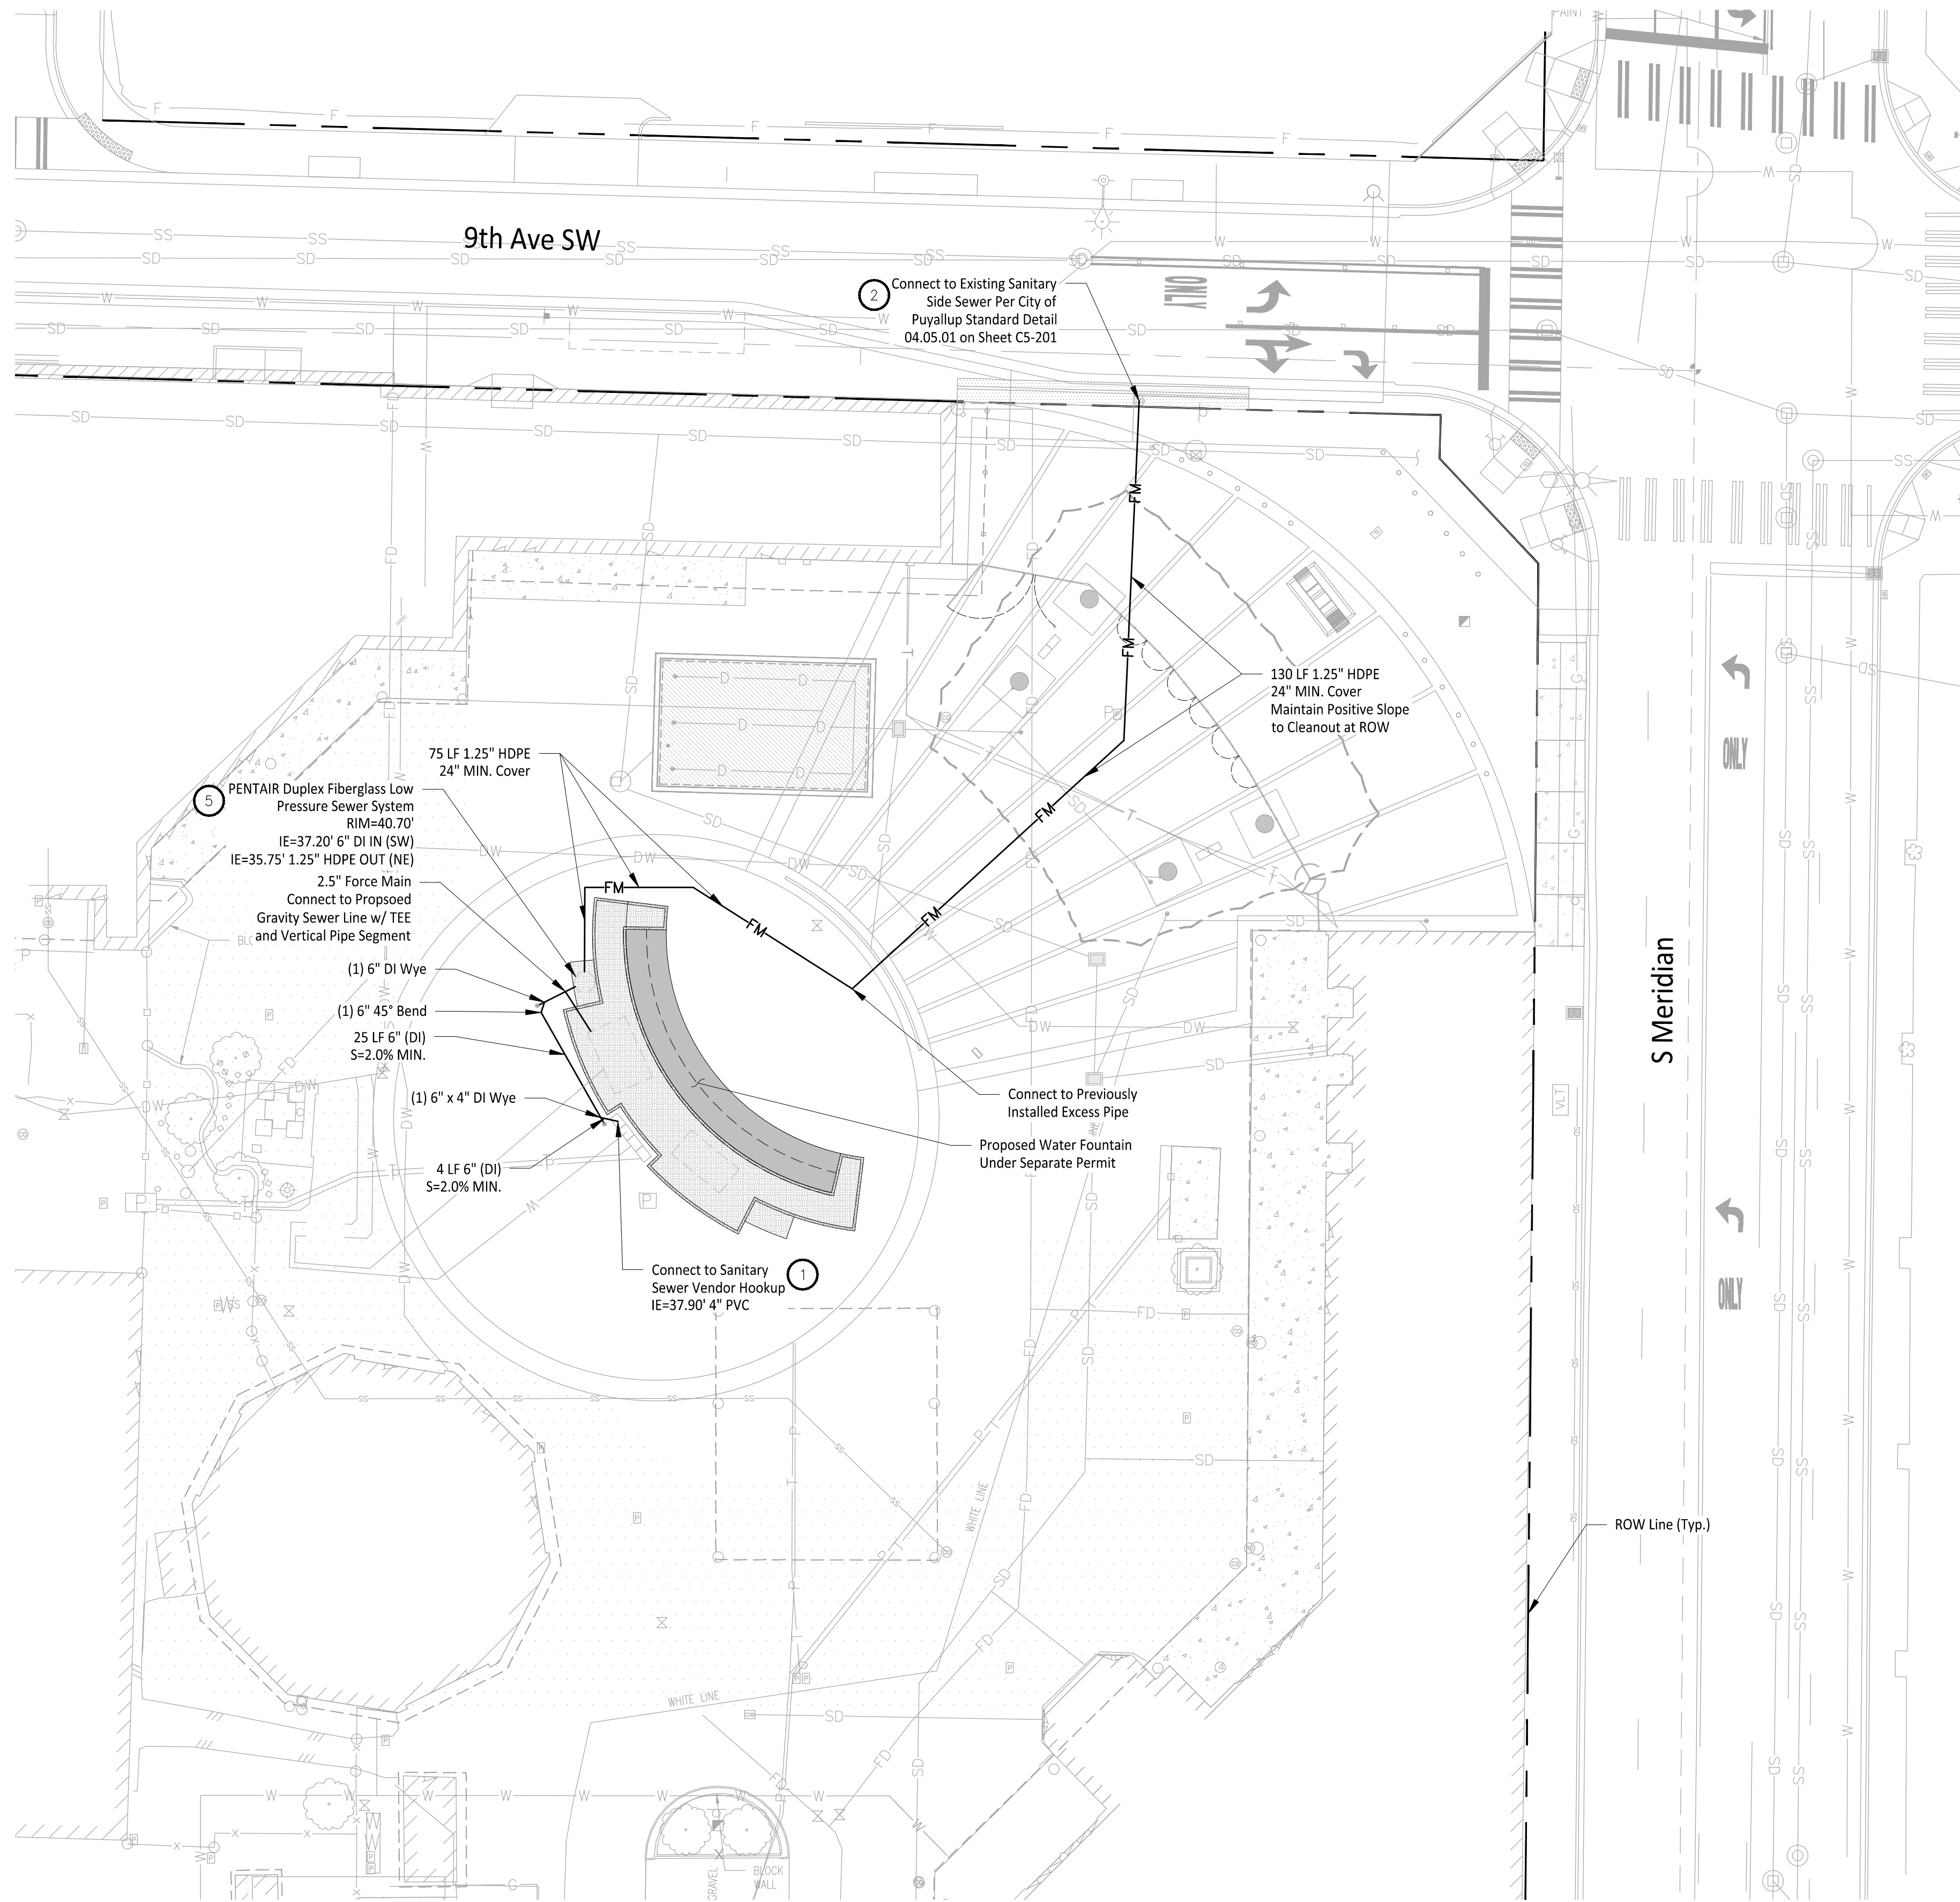 9th Ave SW
2
Connect to Existing Sanitary
Side Sewer Per City of
Puyallup Standard Detail
04.05.01 on Sheet C5-201
ONLY
FM
FM
130 LF 1.25" HDPE
24" MIN. Cover
Maintain Positive Slope
to Cleanout at ROW
75 LF 1.25" HDPE
24" MIN. Cover
5
PENTAIR Duplex Fiberglass Low
Pressure Sewer System
RIM=40.70'
IE=37.20' 6" DI IN (SW)
IE=35.75' 1.25" HDPE OUT (NE)
2.5" Force Main
Connect to Propsoed
Gravity Sewer Line w/ TEE
and Vertical Pipe Segment
FM
FM
FM
FM
(1) 6" DI Wye
(1) 6" 45° Bend
25 LF 6" (DI)
S=2.0% MIN.
(1) 6" x 4" DI Wye
4 LF 6" (DI)
S=2.0% MIN.
Connect to Previously
Installed Excess Pipe
Proposed Water Fountain
Under Separate Permit
Connect to Sanitary
Sewer Vendor Hookup
IE=37.90' 4" PVC
1
S Meridian
ONLY
VLT
ONLY
ROW Line (Typ.)
WHITE LINE
WHITE LINE
BLOCK
WALL
GRAVEL
PAINT